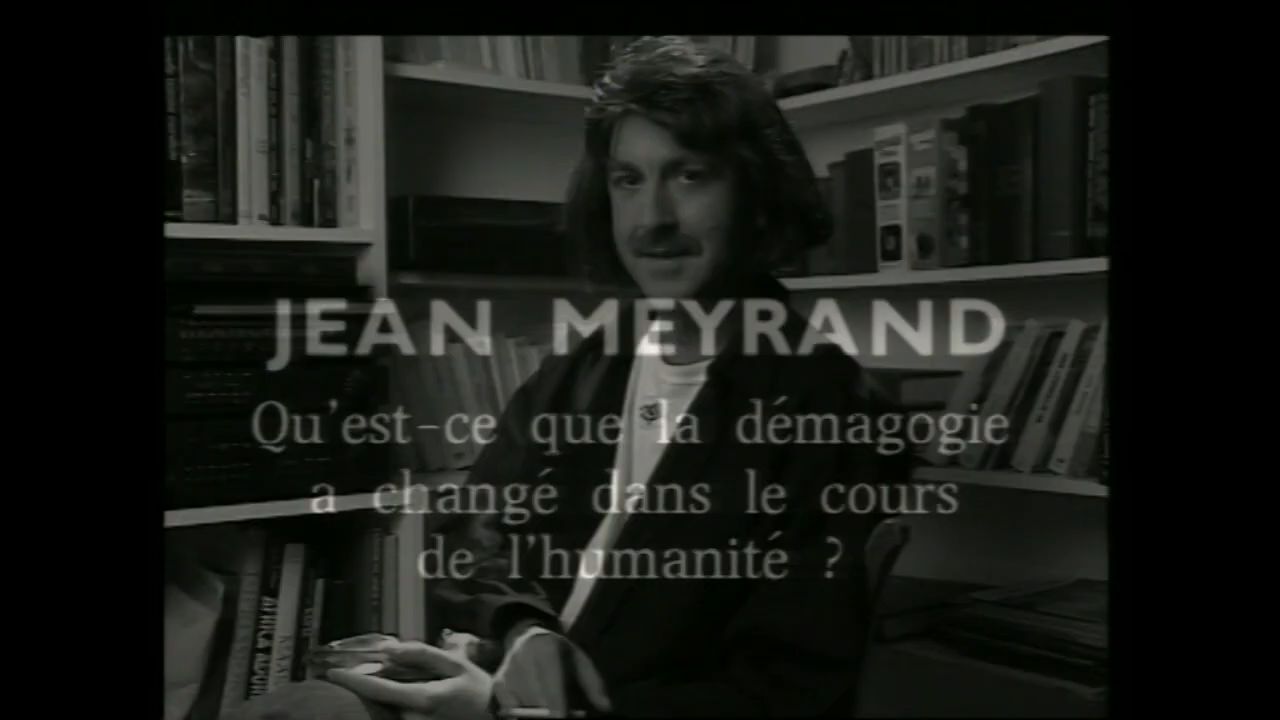 JEAN MEYRAND
Qu'est-ce que la démagogie
a changé dans le cours
de l'humanité ?